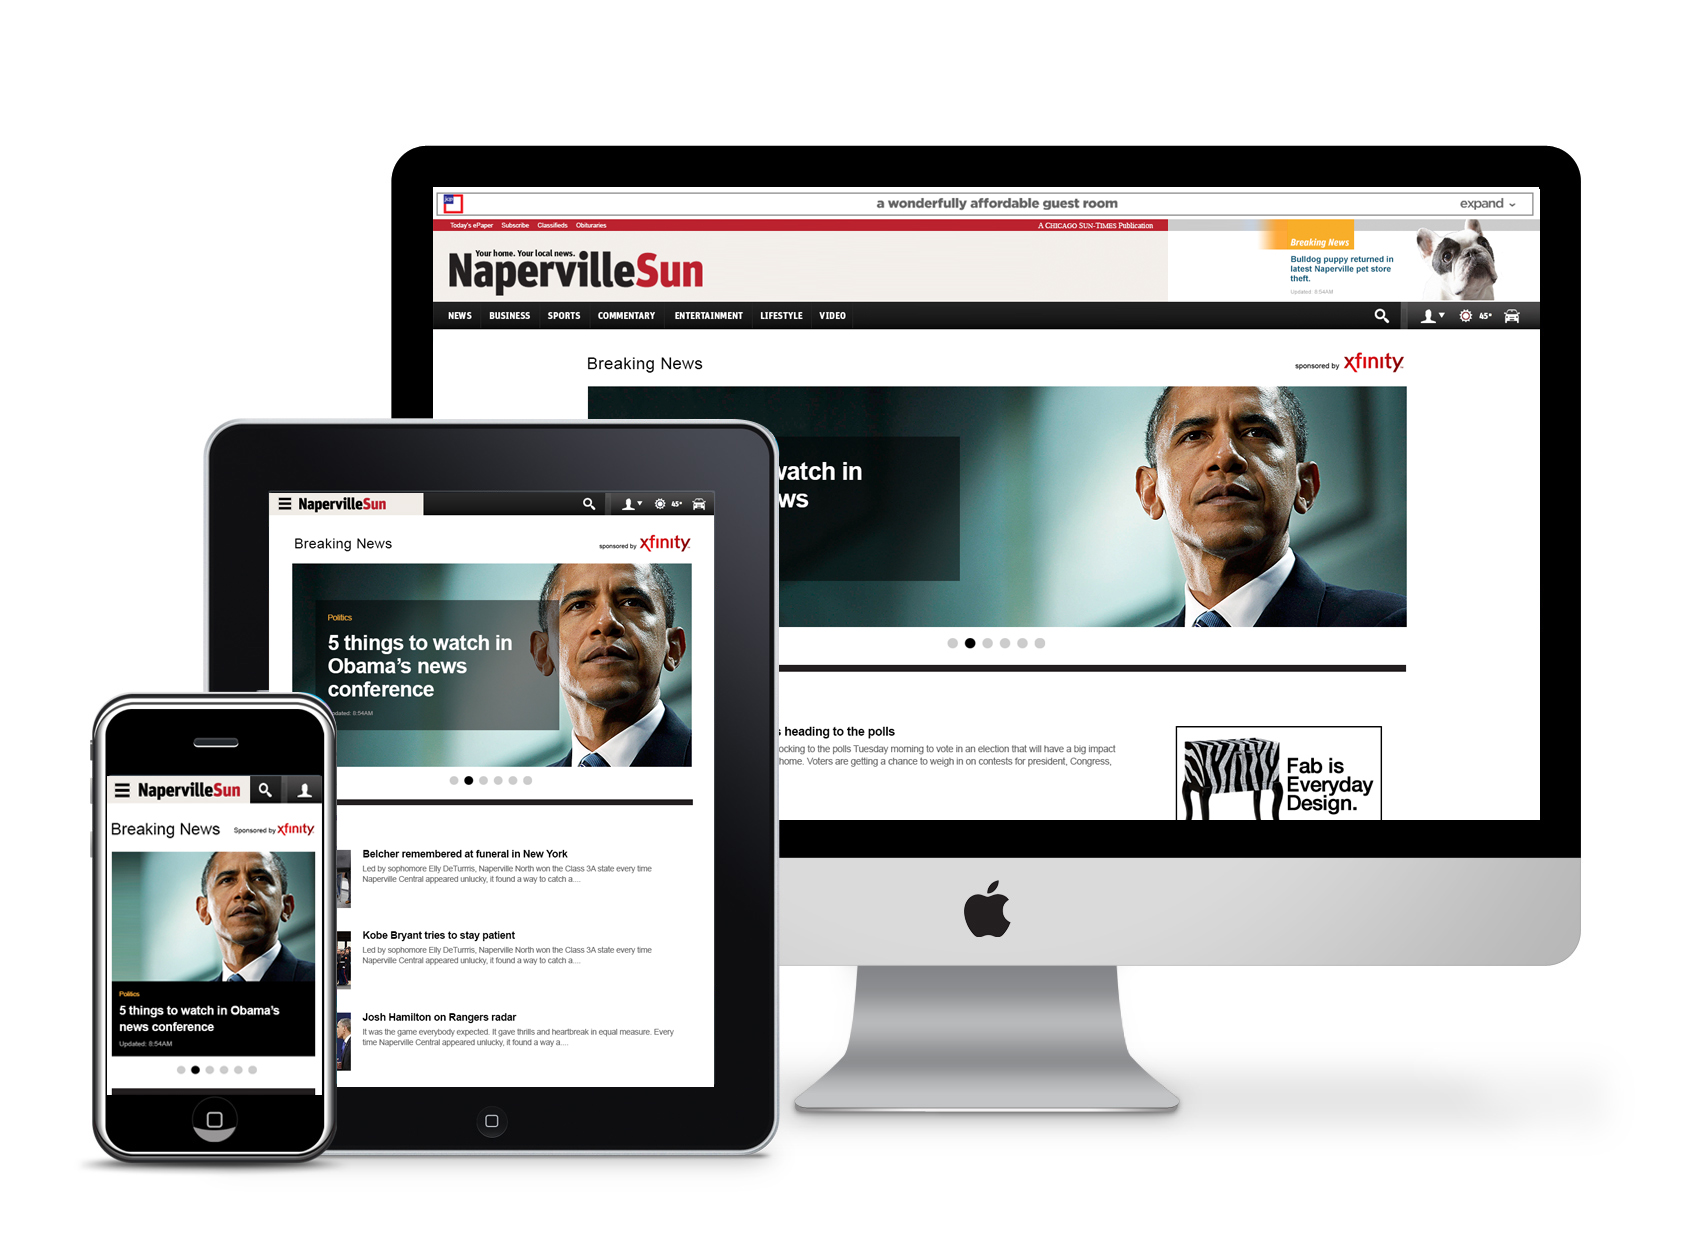 a wonderfully affordable guest room
expand
Today's ePaper Subscribe Classifieds Obituaries
A CHICAGO SUN-TIMES Publication
Your home. Your local news.
NapervilleSun
Breaking News
Bulldog puppy returned in
latest Naperville pet store
theft.
Updated: 8:54AM
NEWS BUSINESS SPORTS COMMENTARY ENTERTAINMENT LIFESTYLE VIDEO
45°
Breaking News
sponsored by xfinity
watch in
ws
s heading to the polls
ocking to the polls Tuesday morning to vote in an election that will have a big impact
home. Voters are getting a chance to weigh in on contests for president, Congress,
Fab is
Everyday
Design.
NapervilleSun
45°
Breaking News
sponsored by xfinity
Politics
5 things to watch in
Obama's news
conference
Updated: 8:54AM
Belcher remembered at funeral in New York
Led by sophomore Elly DeTurris, Naperville North won the Class 3A state every time
Naperville Central appeared unlucky, it found a way to catch a....
Kobe Bryant tries to stay patient
Led by sophomore Elly DeTurris, Naperville North won the Class 3A state every time
Naperville Central appeared unlucky, it found a way to catch a....
Josh Hamilton on Rangers radar
It was the game everybody expected. It gave thrills and heartbreak in equal measure. Every
time Naperville Central appeared unlucky, it found a way a....
NapervilleSun
Breaking News
Sponsored by xfinity
Politics
5 things to watch in Obama's
news conference
Updated: 8:54AM